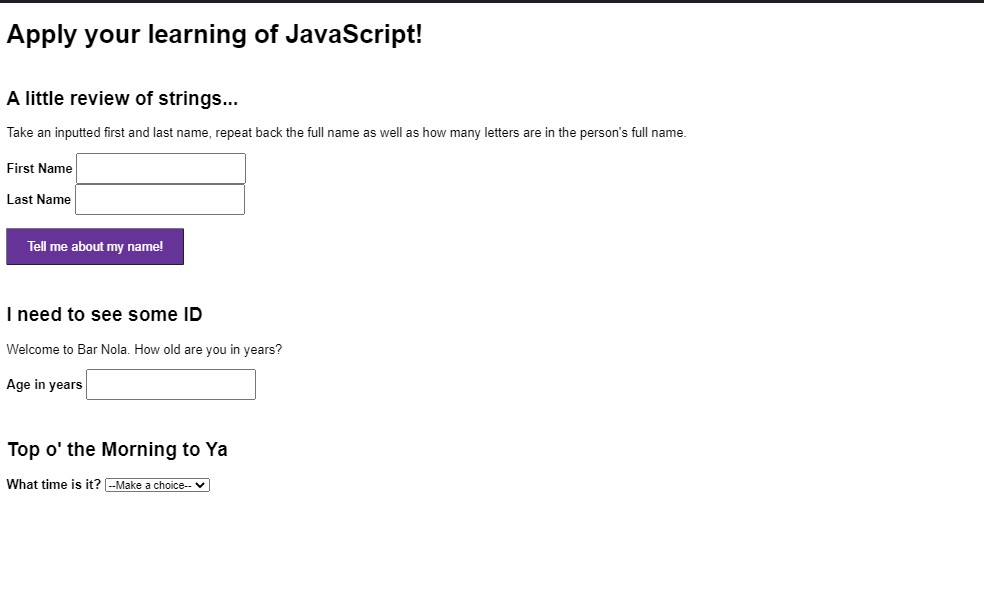 Apply your learning of JavaScript!
A little review of strings...
Take an inputted first and last name, repeat back the full name as well as how many letters are in the person's full name.
First Name
Last Name
Tell me about my name!
I need to see some ID
Welcome to Bar Nola. How old are you in years?
Age in years
Top o' the Morning to Ya
What time is it? --Make a choice--